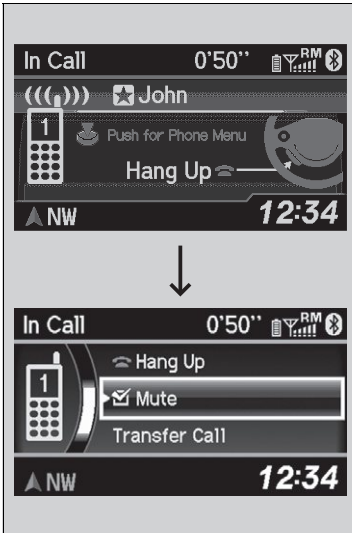 In Call 0'50'' RM
John
1
Push for Phone Menu
Hang Up
NW 12:34
In Call 0'50'' RM
Hang Up
1
Mute
Transfer Call
NW 12:34